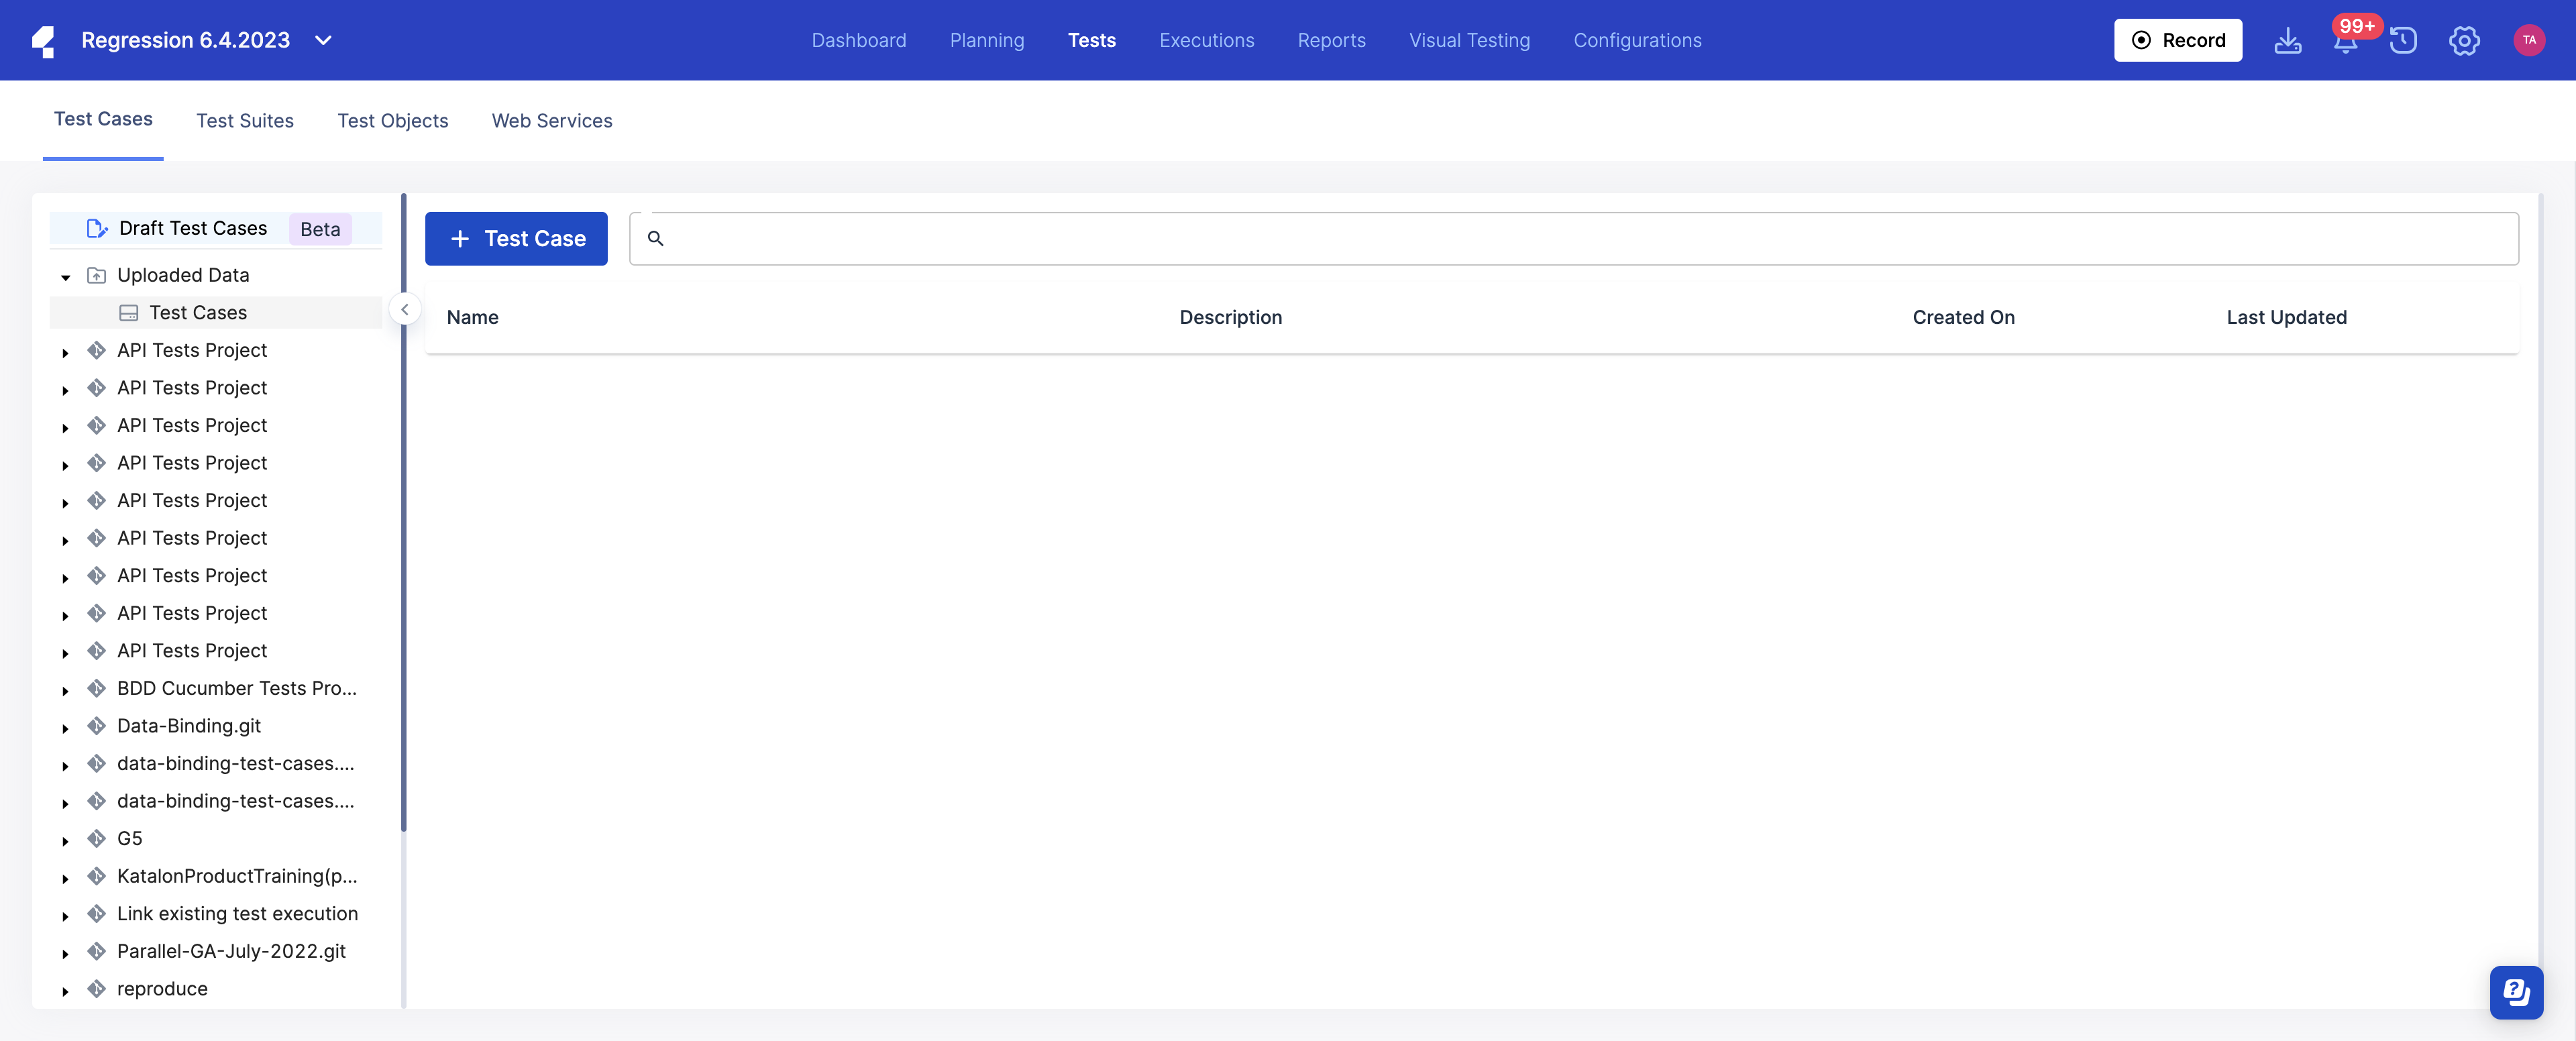 Regression 6.4.2023
Dashboard Planning Tests Executions Reports Visual Testing Configurations
Record
99+
TA
Test Cases Test Suites Test Objects Web Services
Draft Test Cases Beta
Uploaded Data
Test Cases
API Tests Project
API Tests Project
API Tests Project
API Tests Project
API Tests Project
API Tests Project
API Tests Project
API Tests Project
API Tests Project
BDD Cucumber Tests Pro...
Data-Binding.git
data-binding-test-cases....
data-binding-test-cases....
G5
KatalonProductTraining(p...
Link existing test execution
Parallel-GA-July-2022.git
reproduce
+ Test Case
Name Description Created On Last Updated